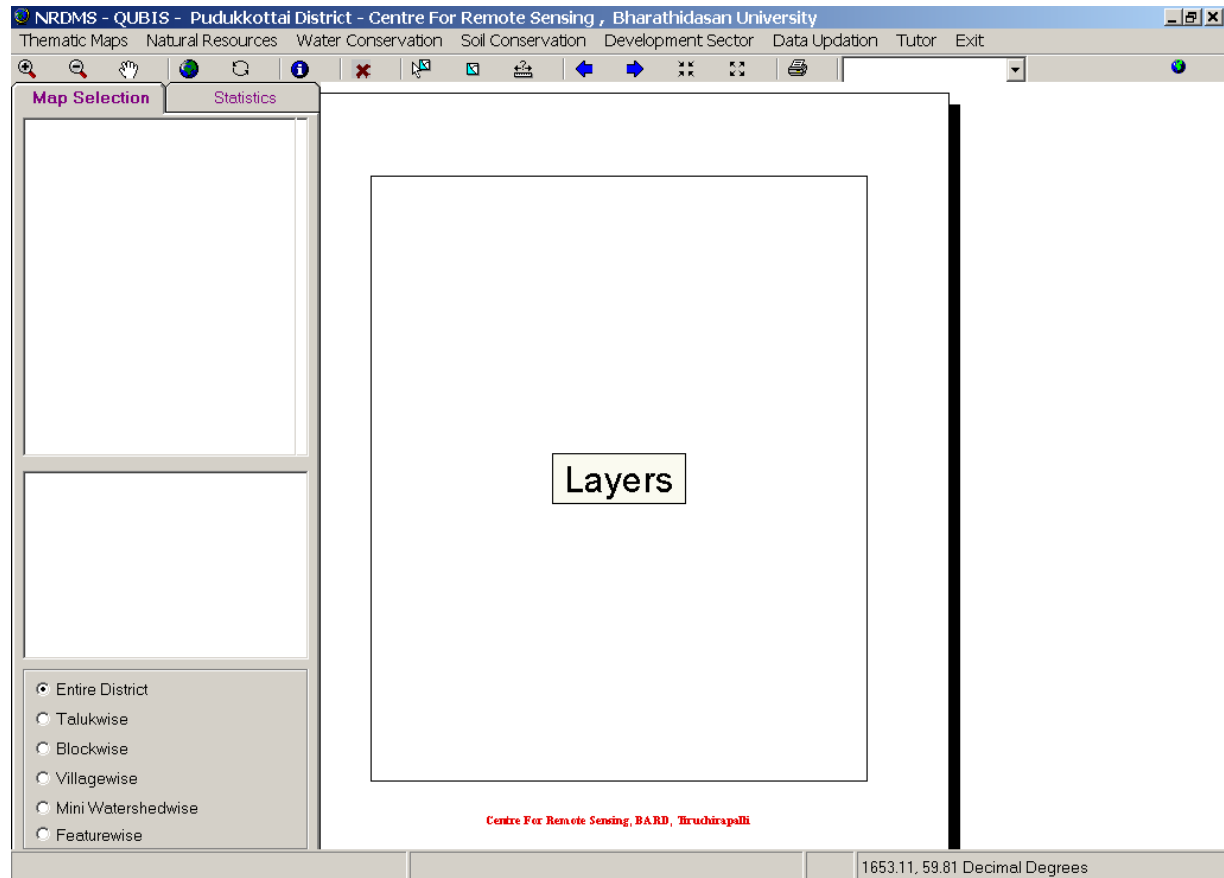 NRDMS - QUBIS - Pudukkottai District - Centre For Remote Sensing , Bharathidasan University
Thematic Maps Natural Resources Water Conservation Soil Conservation Development Sector Data Updation Tutor Exit
Map Selection Statistics
Layers
Entire District
Talukwise
Blockwise
Villagewise
Mini Watershedwise
Featurewise
Centre For Remote Sensing, BARD, Tiruchirapalli
1653.11, 59.81 Decimal Degrees